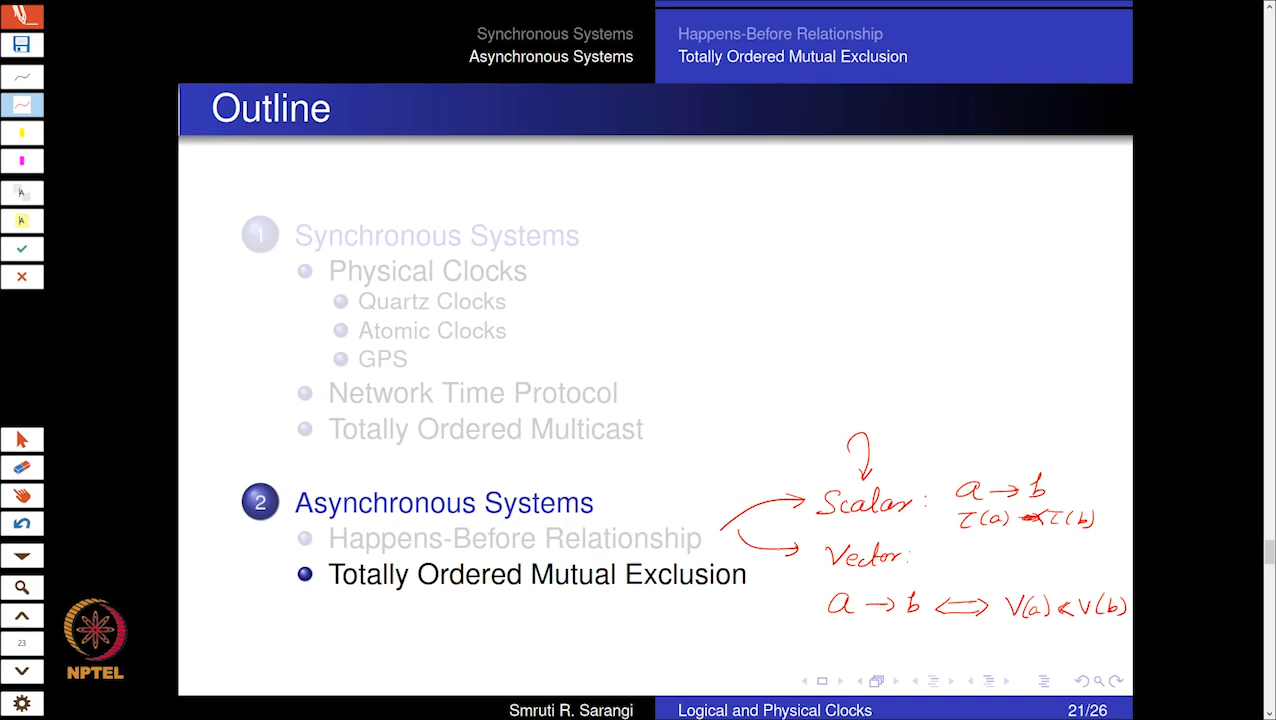 Synchronous Systems
Asynchronous Systems
Happens-Before Relationship
Totally Ordered Mutual Exclusion
Outline
1 Synchronous Systems
Physical Clocks
Quartz Clocks
Atomic Clocks
GPS
Network Time Protocol
Totally Ordered Multicast
2 Asynchronous Systems
Happens-Before Relationship
Totally Ordered Mutual Exclusion
Scalar : a → b
τ(a) < τ(b)
Vector :
a → b ⟺ V(a) < V(b)
A
A
23
NPTEL
Smruti R. Sarangi
Logical and Physical Clocks
21/26